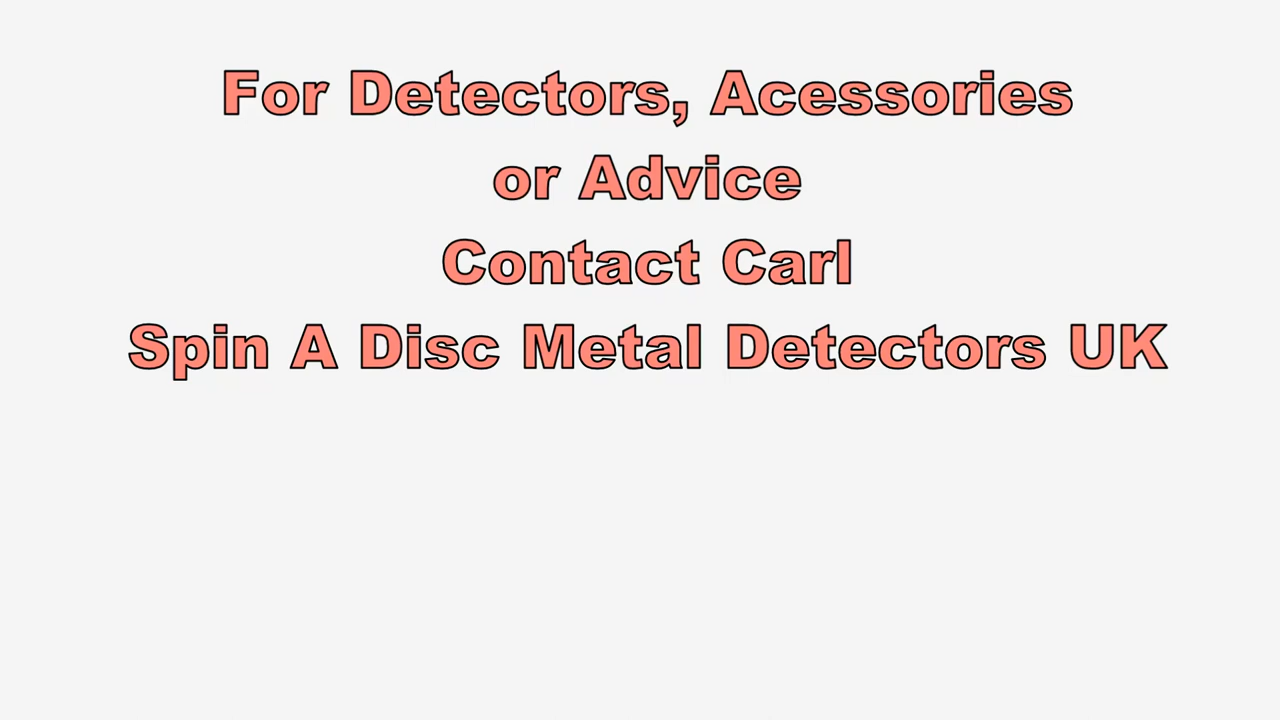 For Detectors, Acessories
or Advice
Contact Carl
Spin A Disc Metal Detectors UK